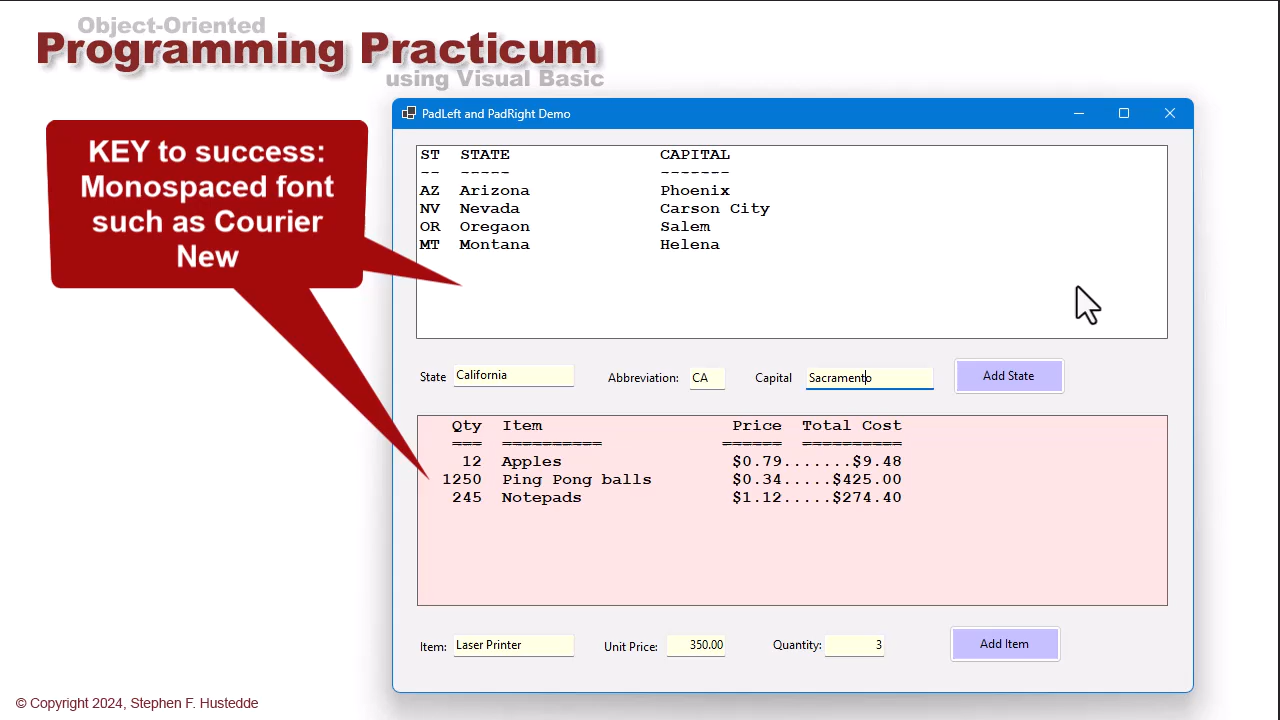 Object-Oriented
Programming Practicum
using Visual Basic
KEY to success:
Monospaced font
such as Courier
New
PadLeft and PadRight Demo
ST  STATE               CAPITAL
--  -----               -------
AZ  Arizona             Phoenix
NV  Nevada              Carson City
OR  Oregaon             Salem
MT  Montana             Helena
State California Abbreviation: CA Capital Sacramento Add State
Qty  Item                   Price  Total Cost
===  ==========            ======  ==========
12  Apples                 $0.79.......$9.48
1250  Ping Pong balls        $0.34.....$425.00
245  Notepads               $1.12.....$274.40
Item: Laser Printer Unit Price: 350.00 Quantity: 3 Add Item
© Copyright 2024, Stephen F. Hustedde